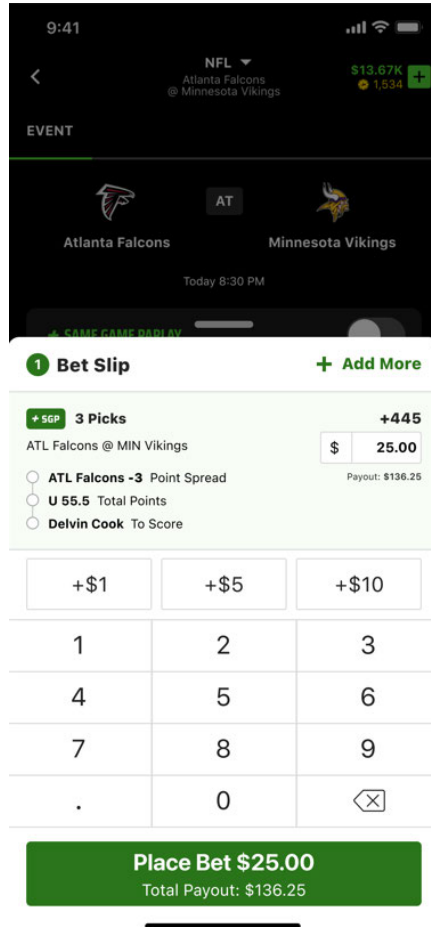 9:41
NFL
Atlanta Falcons
@ Minnesota Vikings
$13.67K
1,534
EVENT
AT
Atlanta Falcons
Minnesota Vikings
Today 8:30 PM
+ SAME GAME PARLAY
1 Bet Slip
+ Add More
+ SGP 3 Picks
+445
ATL Falcons @ MIN Vikings
$ 25.00
ATL Falcons -3 Point Spread
Payout: $136.25
U 55.5 Total Points
Delvin Cook To Score
+$1 +$5 +$10
1 2 3
4 5 6
7 8 9
. 0
Place Bet $25.00
Total Payout: $136.25